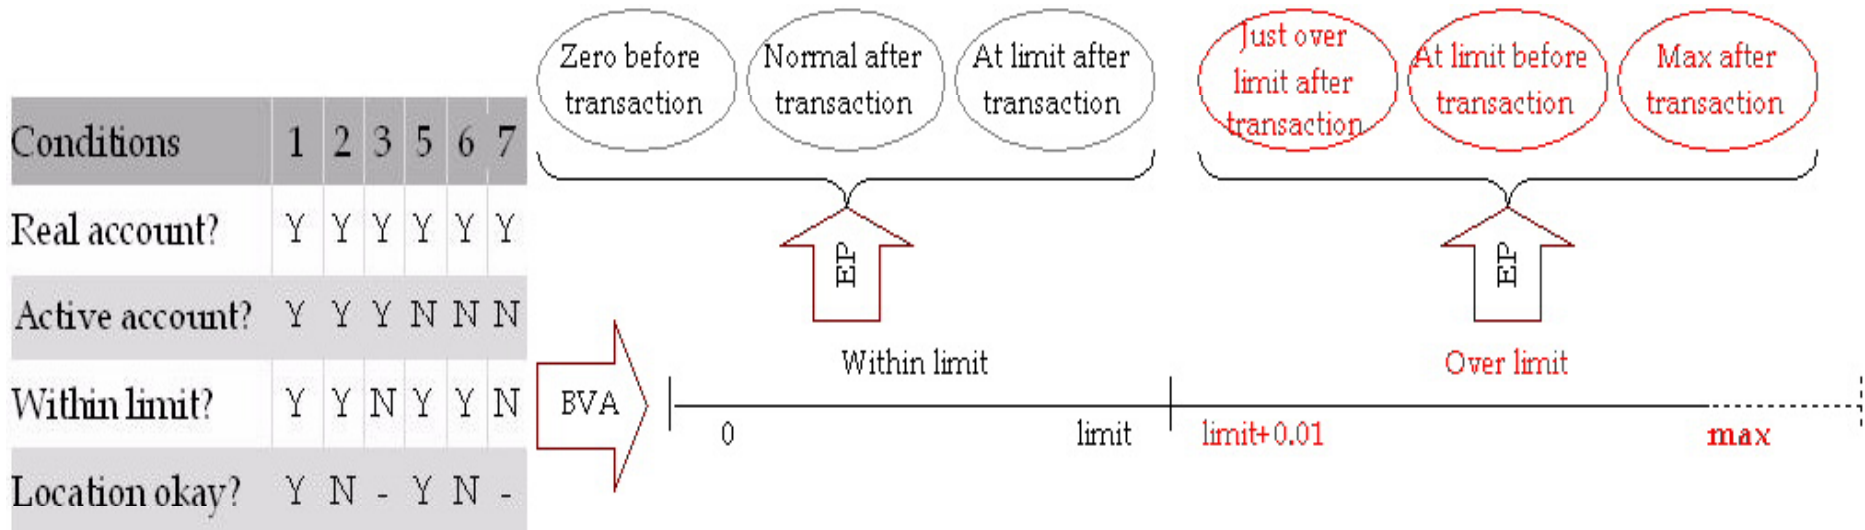 Conditions 1 2 3 5 6 7
Real account? Y Y Y Y Y Y
Active account? Y Y Y N N N
Within limit? Y Y N Y Y N
Location okay? Y N - Y N -
Zero before
transaction
Normal after
transaction
At limit after
transaction
Just over
limit after
transaction
At limit before
transaction
Max after
transaction
EP
EP
BVA
Within limit
Over limit
0
limit
limit+0.01
max